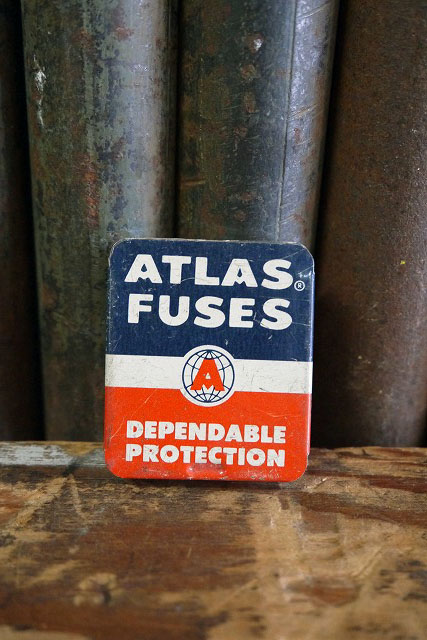 ATLAS®
FUSES
A
DEPENDABLE
PROTECTION